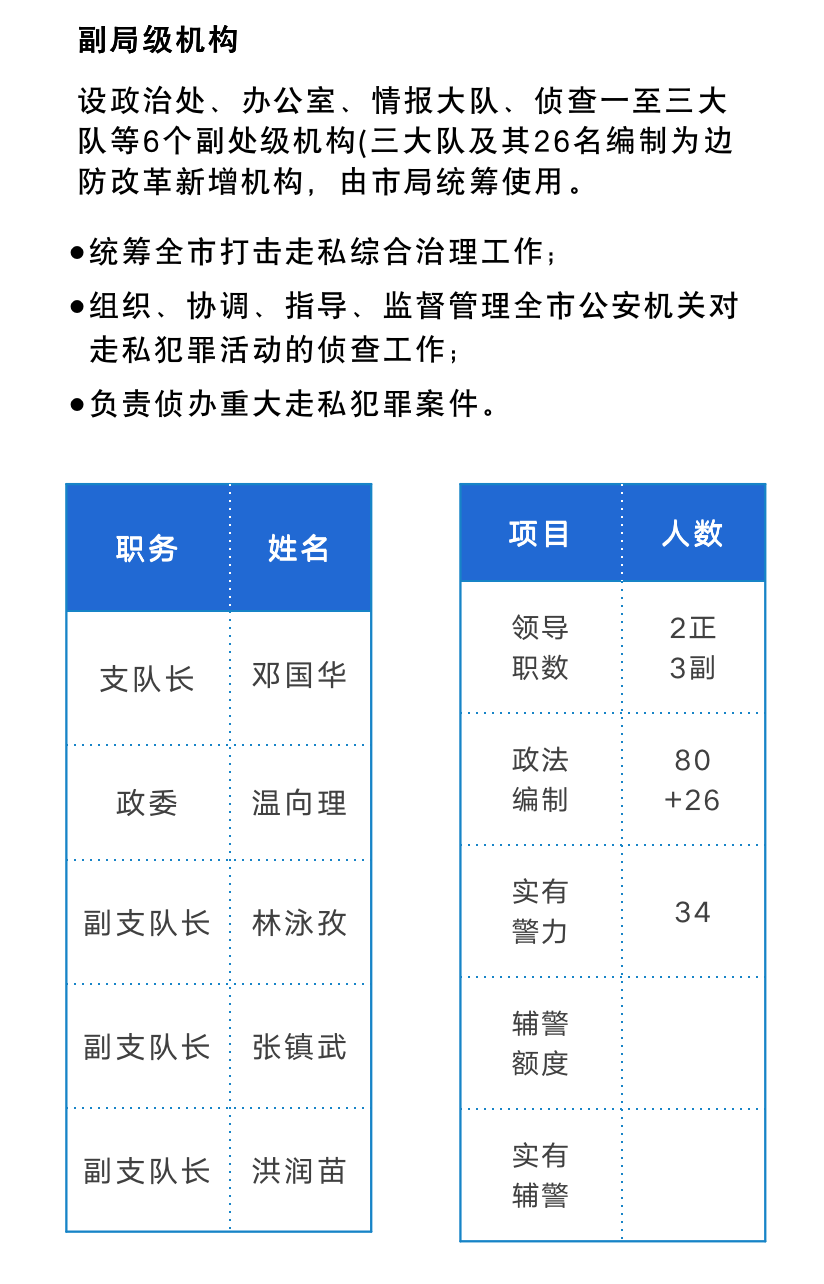 副局级机构
设政治处、办公室、情报大队、侦查一至三大
队等6个副处级机构(三大队及其26名编制为边
防改革新增机构，由市局统筹使用。
●统筹全市打击走私综合治理工作；
●组织、协调、指导、监督管理全市公安机关对
走私犯罪活动的侦查工作；
●负责侦办重大走私犯罪案件。
职务 姓名
支队长 邓国华
政委 温向理
副支队长 林泳孜
副支队长 张镇武
副支队长 洪润苗
项目 人数
领导 2正
职数 3副
政法 80
编制 +26
实有
警力 34
辅警
额度
实有
辅警